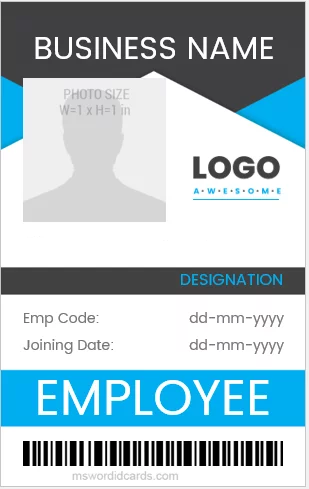 BUSINESS NAME
PHOTO SIZE
W=1 x H=1 in
LOGO
A•W•E•S•O•M•E
DESIGNATION
Emp Code: dd-mm-yyyy
Joining Date: dd-mm-yyyy
EMPLOYEE
mswordidcards.com